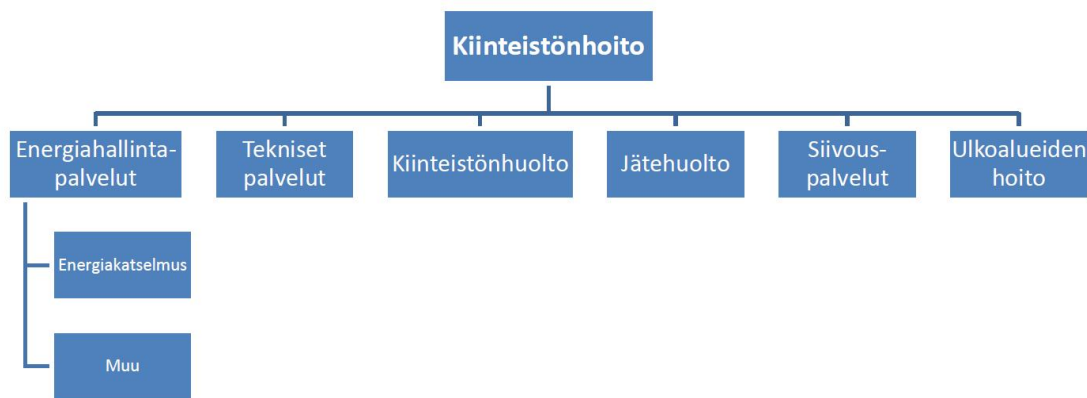 Kiinteistönhoito
Energiahallinta-
palvelut
Tekniset
palvelut
Kiinteistönhuolto
Jätehuolto
Siivous-
palvelut
Ulkoalueiden
hoito
Energiakatselmus
Muu